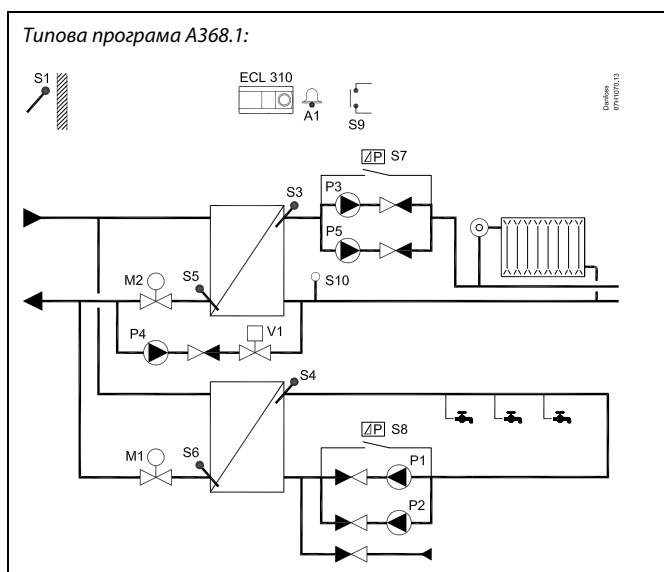 Типова програма A368.1:
S1
ECL 310
A1
S9
Danfoss
87H1070.13
P S7
S3
P3
P5
M2
S5
S10
P4
V1
S4
P S8
M1
S6
P1
P2